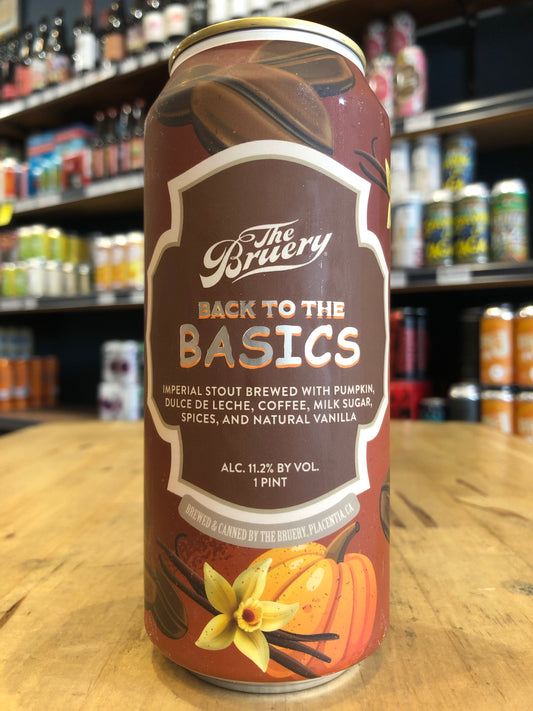 The
Bruery
BACK TO THE
BASICS
IMPERIAL STOUT BREWED WITH PUMPKIN,
DULCE DE LECHE, COFFEE, MILK SUGAR,
SPICES, AND NATURAL VANILLA
ALC. 11.2% BY VOL.
1 PINT
BREWED & CANNED BY THE BRUERY, PLACENTIA, CA